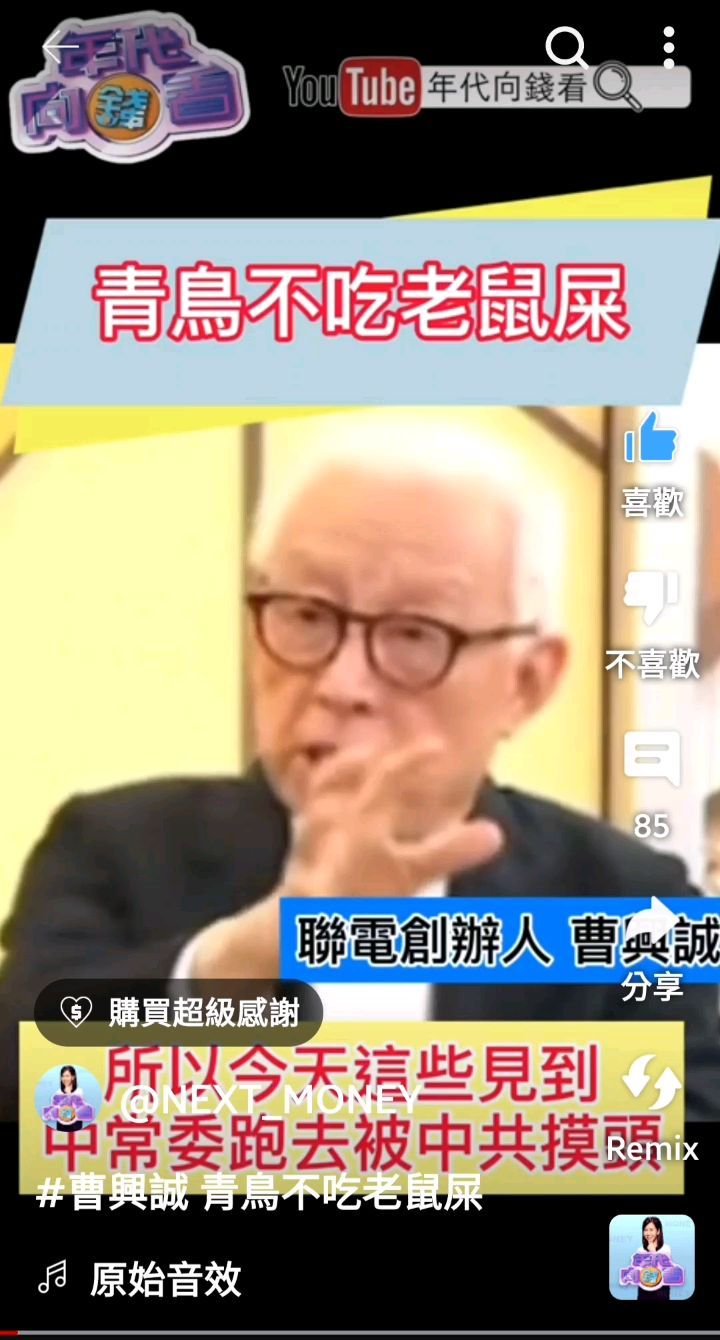 年代
向錢看
YouTube 年代向錢看
青鳥不吃老鼠屎
喜歡
不喜歡
85
聯電創辦人 曹興誠
分享
購買超級感謝
所以今天這些見到
@NEXT_MONEY
中常委跑去被中共摸頭
Remix
#曹興誠 青鳥不吃老鼠屎
原始音效